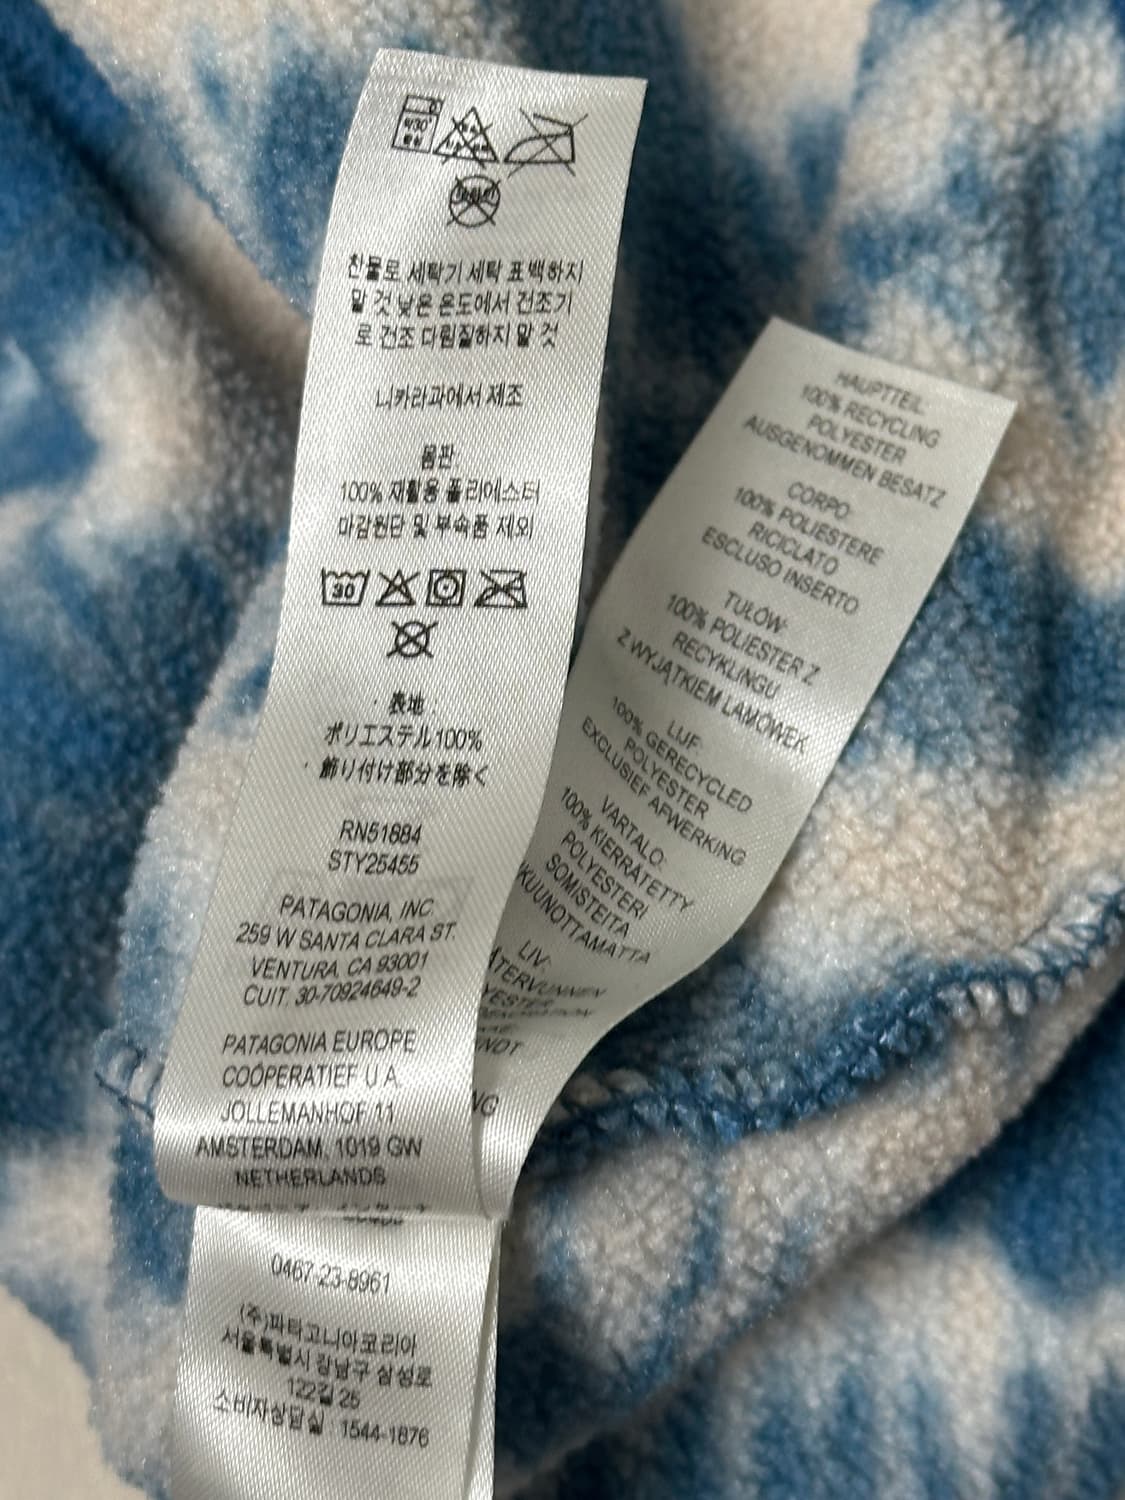 찬물로 세탁기 세탁 표백하지
말 것 낮은 온도에서 건조기
로 건조 다림질하지 말 것
니카라과에서 제조
몸판
100% 재활용 폴리에스터
마감원단 및 부속품 제외
30
表地
ポリエステル100%
飾り付け部分を除く
RN51884
STY25455
PATAGONIA, INC.
259 W SANTA CLARA ST.
VENTURA, CA 93001
CUIT. 30-70924649-2
PATAGONIA EUROPE
COÖPERATIEF U.A.
JOLLEMANHOF 11
AMSTERDAM, 1019 GW
NETHERLANDS
0467-23-8961
(주)파타고니아코리아
서울특별시 강남구 삼성로
122길 25
소비자상담실 1544-1876
HAUPTTEIL
100% RECYCLING
POLYESTER
AUSGENOMMEN BESATZ
CORPO:
100% POLIESTERE
RICICLATO
ESCLUSO INSERTO
TUŁÓW:
100% POLIESTER Z
RECYKLINGU
Z WYJĄTKIEM LAMÓWEK
LIJF:
100% GERECYCLED
POLYESTER
EXCLUSIEF AFWERKING
VARTALO:
100% KIERRÄTETTY
POLYESTERI
SOMISTEITA
LIV: